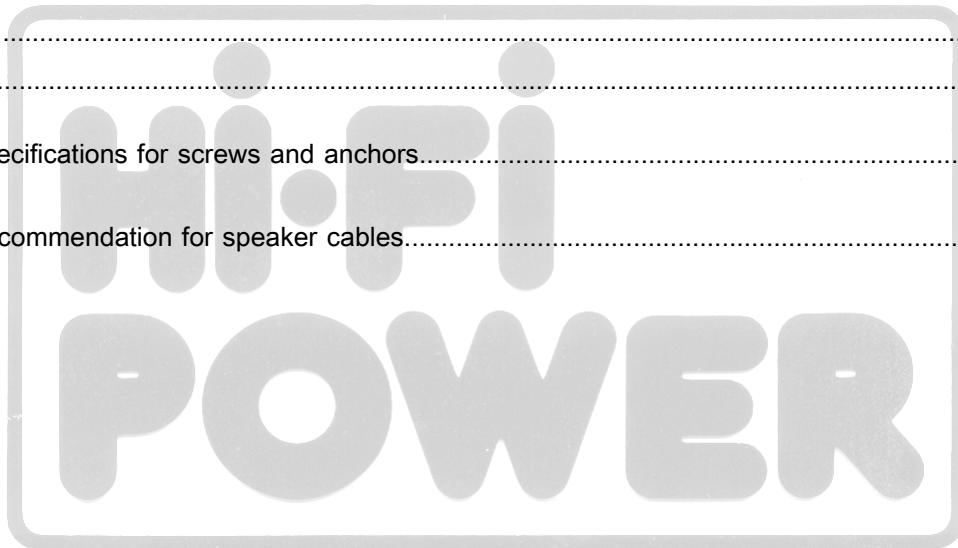 ..........
..........
ecifications for screws and anchors..........
commendation for speaker cables..........
Hi·Fi
POWER